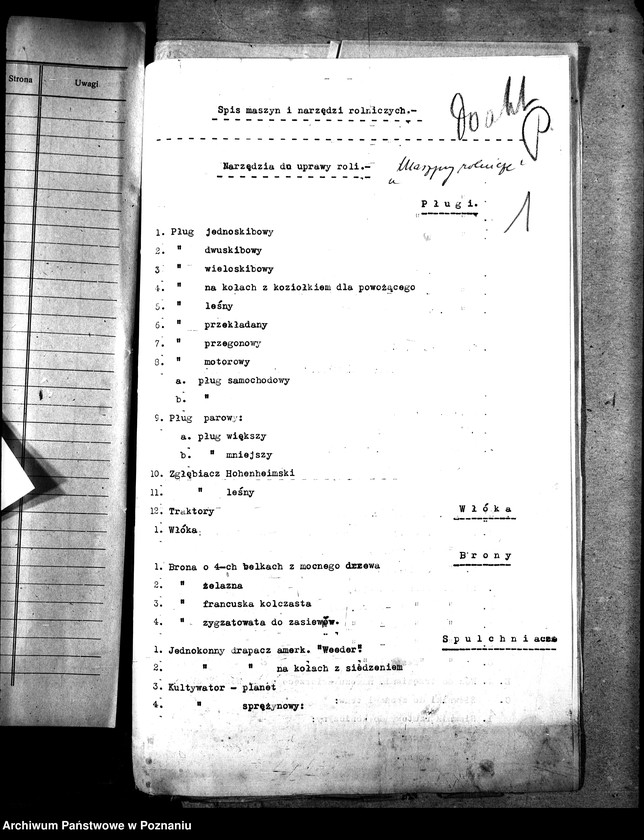 Strona Uwagi
Spis maszyn i narzędzi rolniczych.-
P.
Narzędzia do uprawy roli.-
„Maszyny rolnicze"
P ł u g i.
1
1. Pług jednoskibowy
2. " dwuskibowy
3 " wieloskibowy
4. " na kołach z koziołkiem dla powożącego
5. " leśny
6. " przekładany
7. " przegonowy
8. " motorowy
a. pług samochodowy
b. "
9. Pług parowy:
a. pług większy
b. " mniejszy
10. Zgłębiacz Hohenheimski
11. " leśny
12. Traktory
W ł ó k a
1. Włóka
B r o n y
1. Brona o 4-ch belkach z mocnego drzewa
2. " żelazna
3. " francuska kolczasta
4. " zygzatowata do zasiewów.
S p u l c h n i a cze
1. Jednokonny drapacz amerk. "Weeder"
2. " " na kołach z siedzeniem
3. Kultywator - planet
4. " sprężynowy:
Archiwum Państwowe w Poznaniu